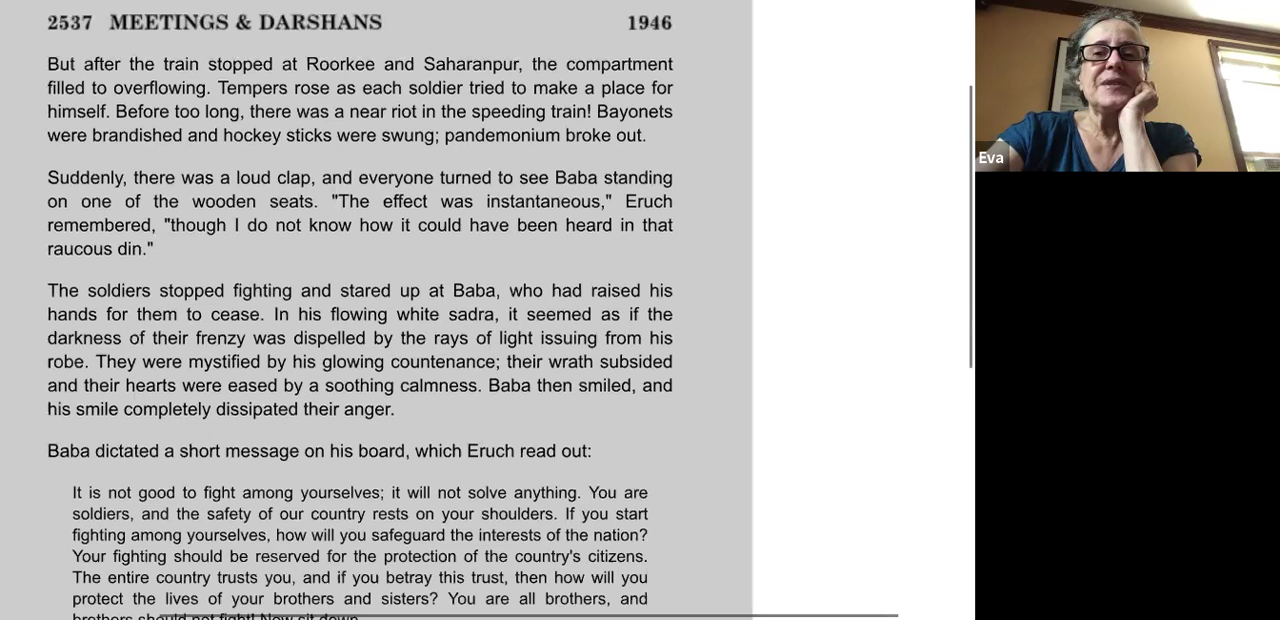 2537 MEETINGS & DARSHANS 1946
But after the train stopped at Roorkee and Saharanpur, the compartment
filled to overflowing. Tempers rose as each soldier tried to make a place for
himself. Before too long, there was a near riot in the speeding train! Bayonets
were brandished and hockey sticks were swung; pandemonium broke out.
Suddenly, there was a loud clap, and everyone turned to see Baba standing
on one of the wooden seats. "The effect was instantaneous," Eruch
remembered, "though I do not know how it could have been heard in that
raucous din."
The soldiers stopped fighting and stared up at Baba, who had raised his
hands for them to cease. In his flowing white sadra, it seemed as if the
darkness of their frenzy was dispelled by the rays of light issuing from his
robe. They were mystified by his glowing countenance; their wrath subsided
and their hearts were eased by a soothing calmness. Baba then smiled, and
his smile completely dissipated their anger.
Baba dictated a short message on his board, which Eruch read out:
It is not good to fight among yourselves; it will not solve anything. You are
soldiers, and the safety of our country rests on your shoulders. If you start
fighting among yourselves, how will you safeguard the interests of the nation?
Your fighting should be reserved for the protection of the country's citizens.
The entire country trusts you, and if you betray this trust, then how will you
protect the lives of your brothers and sisters? You are all brothers, and
brothers should not fight! Now sit down.
Eva